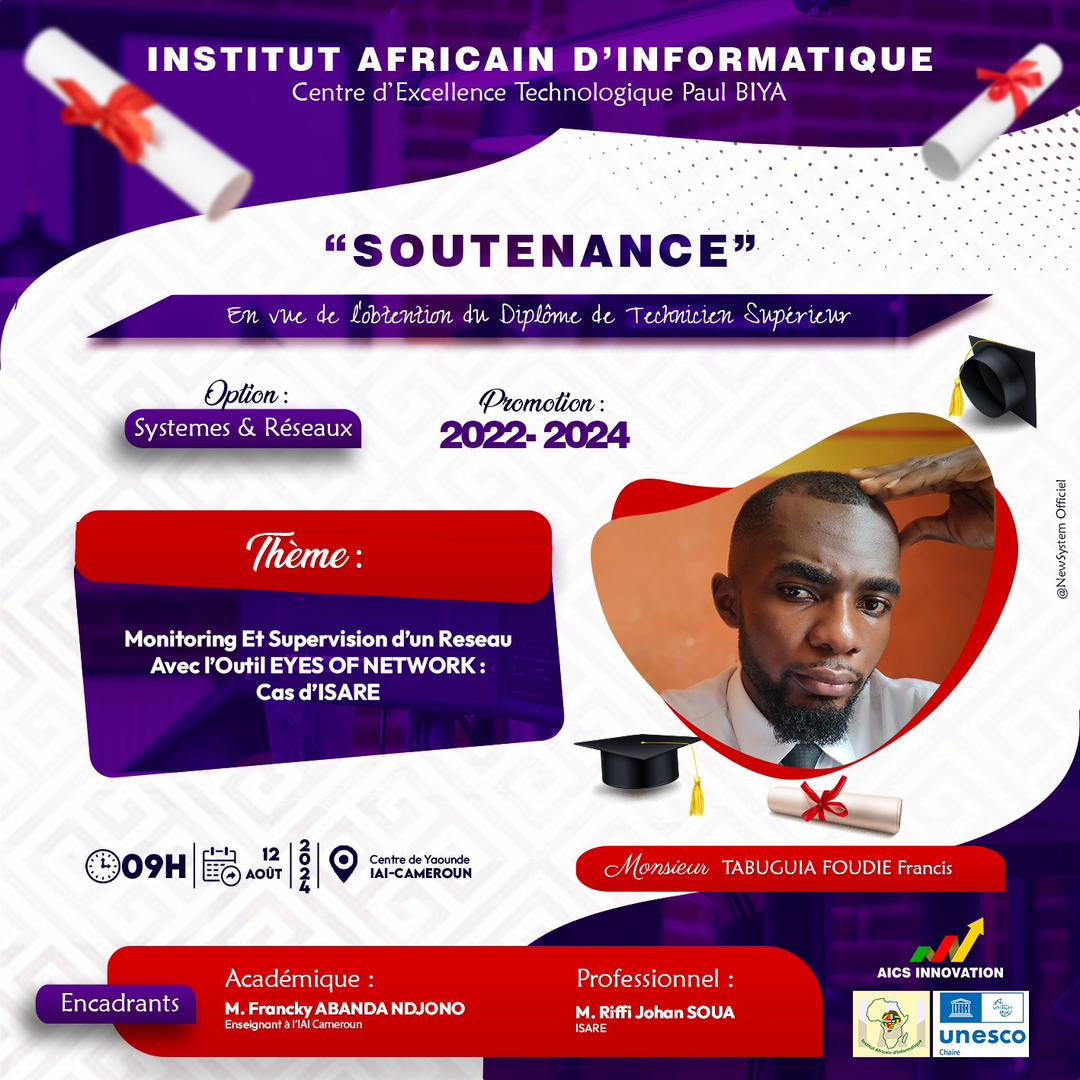 INSTITUT AFRICAIN D’INFORMATIQUE
Centre d’Excellence Technologique Paul BIYA
“SOUTENANCE”
En vue de l'obtention du Diplôme de Technicien Supérieur
Option :
Systemes & Réseaux
Promotion :
2022- 2024
Thème :
Monitoring Et Supervision d’un Reseau
Avec l’Outil EYES OF NETWORK :
Cas d’ISARE
@NewSystem Officiel
09H
12
AOÛT
2024
Centre de Yaounde
IAI-CAMEROUN
Monsieur TABUGUIA FOUDIE Francis
Encadrants
Académique :
M. Francky ABANDA NDJONO
Enseignant à l'IAI Cameroun
Professionnel :
M. Riffi Johan SOUA
ISARE
AICS INNOVATION
Institut Africain d'Informatique
unesco
Chaire